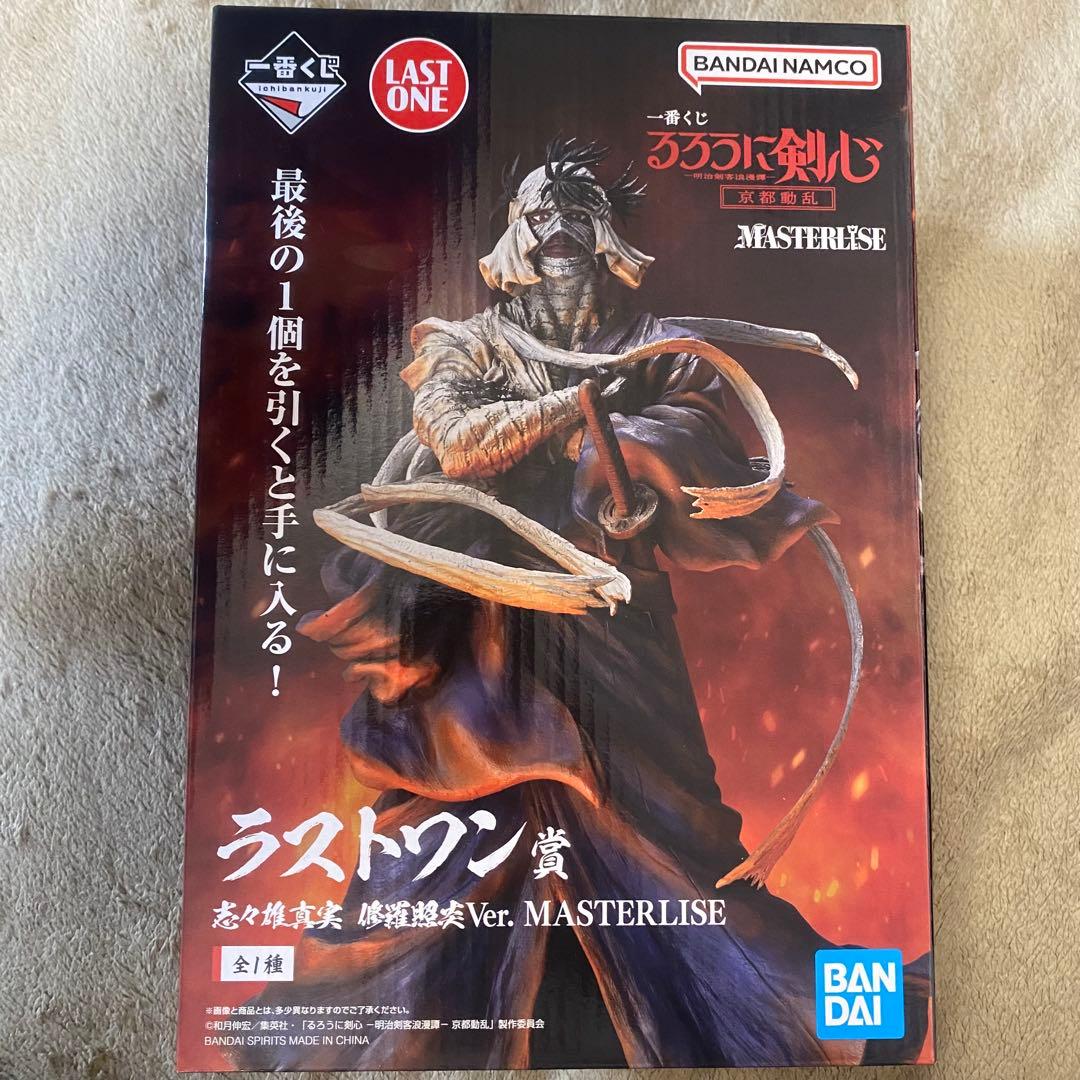 一番くじ
ichibankuji
LAST
ONE
BANDAI NAMCO
一番くじ
るろうに剣心
―明治剣客浪漫譚―
京都動乱
MASTERLISE
最後の1個を引くと手に入る!
ラストワン賞
志々雄真実 修羅照炎Ver. MASTERLISE
全1種
※画像と商品とは、多少異なりますのでご了承ください。
©和月伸宏/集英社・「るろうに剣心 −明治剣客浪漫譚− 京都動乱」製作委員会
BANDAI SPIRITS MADE IN CHINA
BAN
DAI